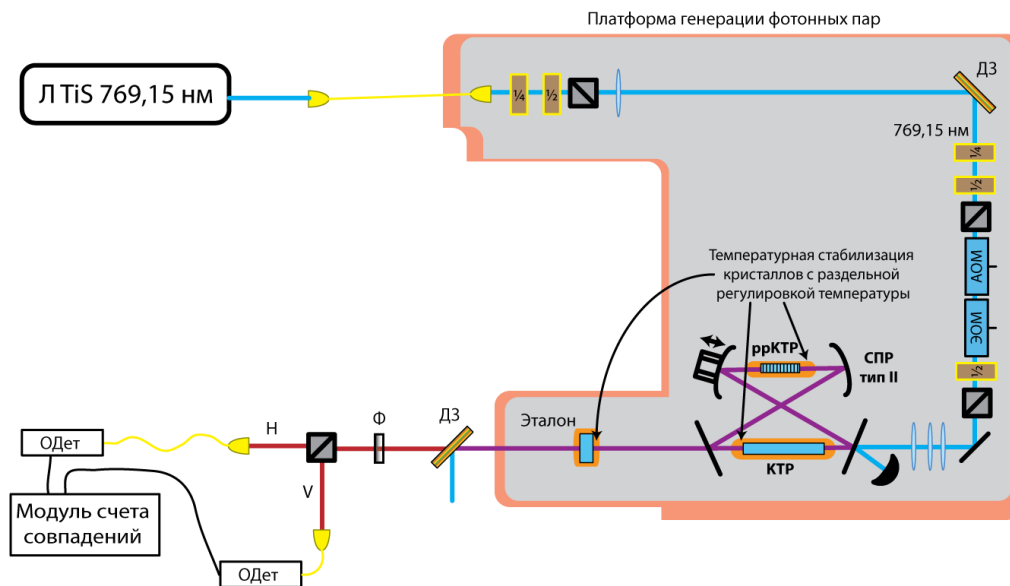 Платформа генерации фотонных пар
Л TiS 769,15 нм
¼
½
ДЗ
769,15 нм
¼
½
АОМ
ЭОМ
½
Температурная стабилизация
кристаллов с раздельной
регулировкой температуры
ppКТР
СПР
тип II
КТР
Эталон
ДЗ
Ф
H
V
ОДет
Модуль счета
совпадений
ОДет